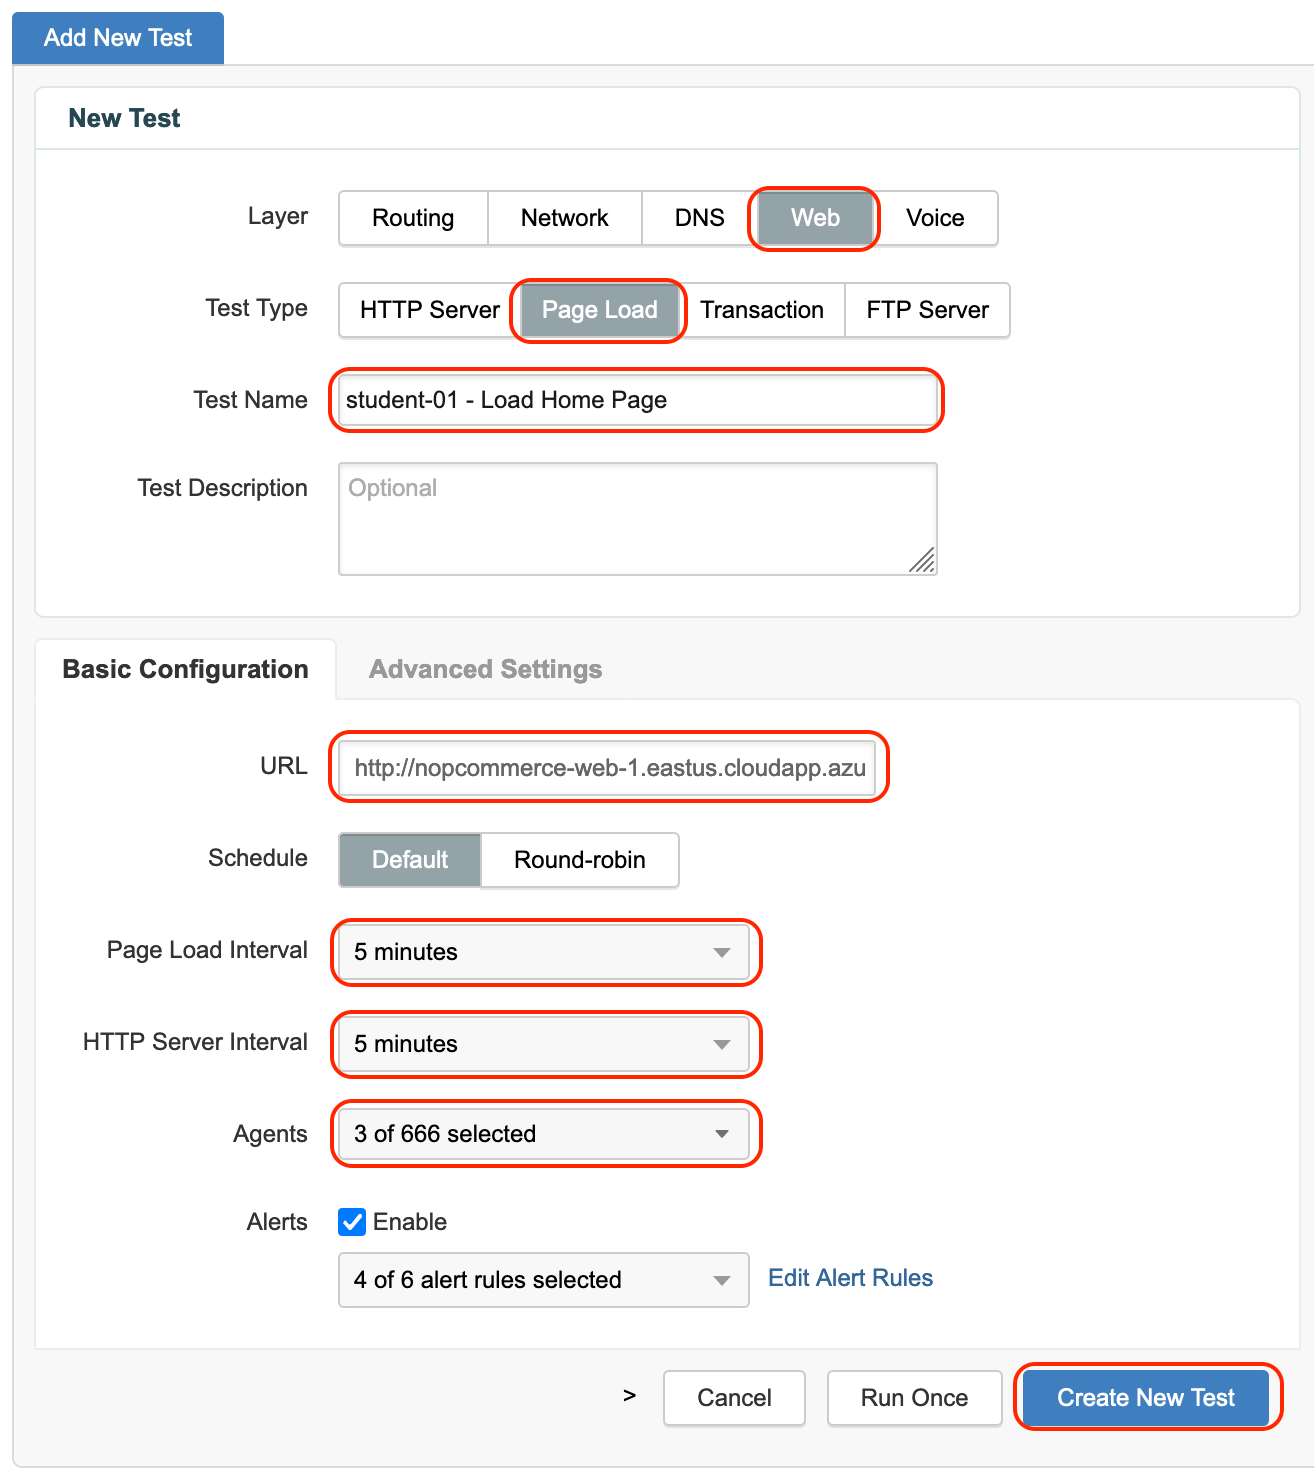 Add New Test
New Test
Layer Routing Network DNS Web Voice
Test Type HTTP Server Page Load Transaction FTP Server
Test Name student-01 - Load Home Page
Test Description Optional
Basic Configuration Advanced Settings
URL http://nopcommerce-web-1.eastus.cloudapp.azu
Schedule Default Round-robin
Page Load Interval 5 minutes
HTTP Server Interval 5 minutes
Agents 3 of 666 selected
Alerts Enable
4 of 6 alert rules selected Edit Alert Rules
> Cancel Run Once Create New Test